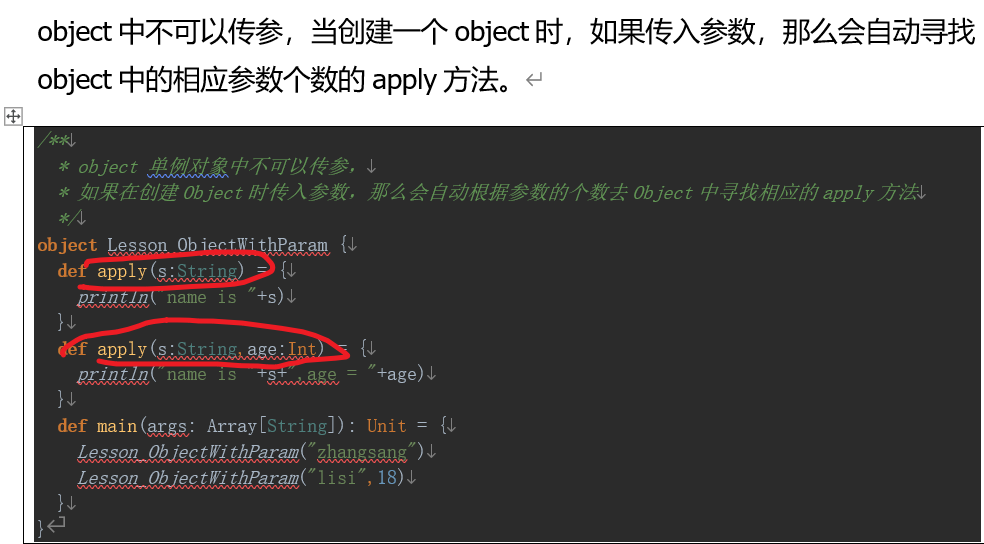 object 中不可以传参，当创建一个 object 时，如果传入参数，那么会自动寻找
object 中的相应参数个数的 apply 方法。
/**
* object 单例对象中不可以传参，
* 如果在创建 Object 时传入参数，那么会自动根据参数的个数去 Object 中寻找相应的 apply 方法
*/
object Lesson_ObjectWithParam {
def apply(s:String) = {
println("name is "+s)
}
def apply(s:String,age:Int) = {
println("name is "+s+",age = "+age)
}
def main(args: Array[String]): Unit = {
Lesson_ObjectWithParam("zhangsang")
Lesson_ObjectWithParam("lisi",18)
}
}